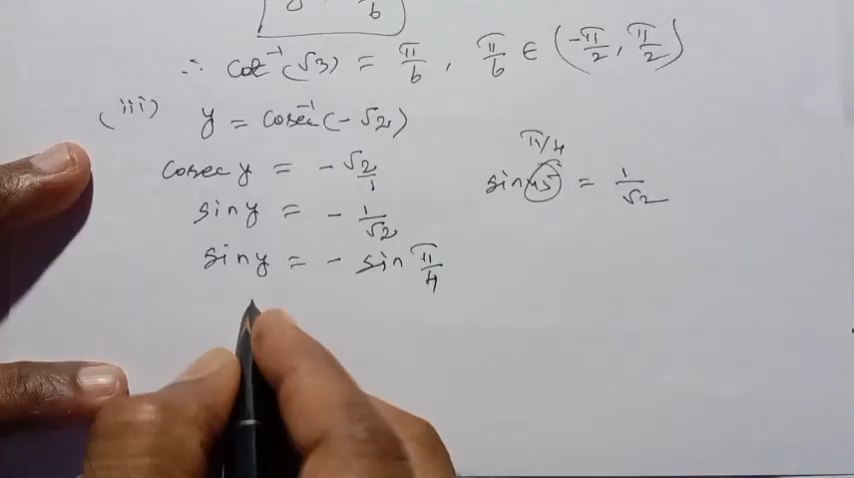 π/6
∴ cot⁻¹(√3) = π/6 , π/6 ∈ (-π/2, π/2)
(iii) y = cosec⁻¹(-√2)
π/4
cosec y = - √2/1
sin 45 = 1/√2
sin y = - 1/√2
sin y = - sin π/4